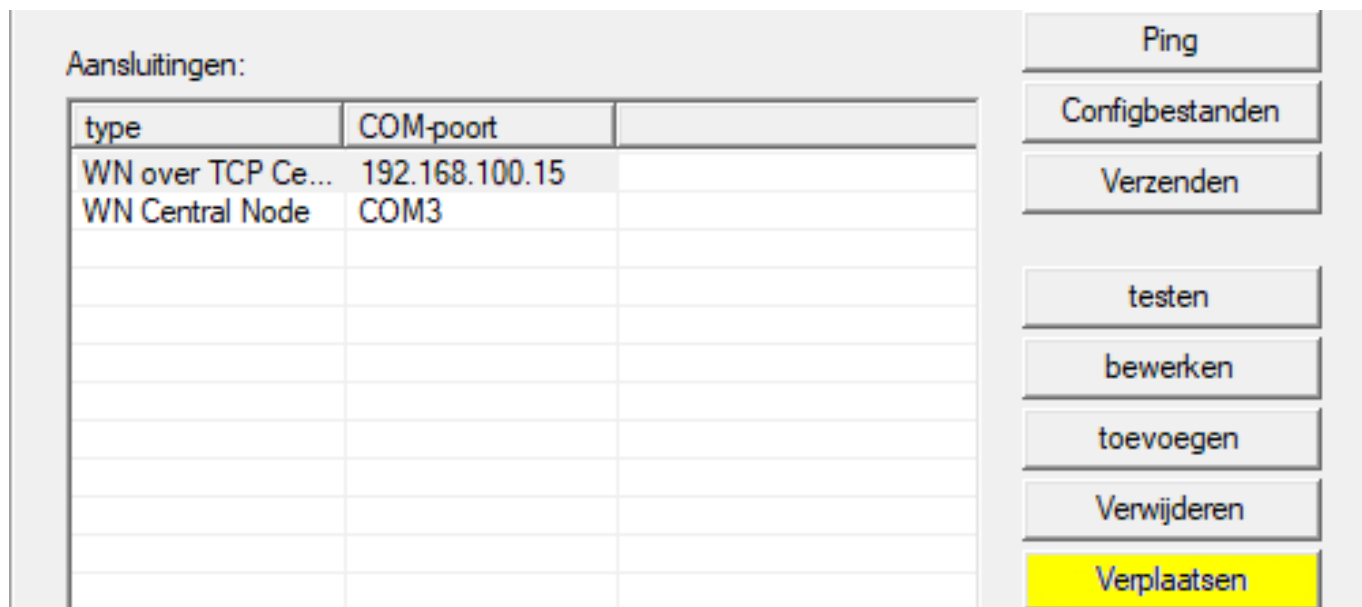 Aansluitingen:
type COM-poort
WN over TCP Ce... 192.168.100.15
WN Central Node COM3
Ping
Configbestanden
Verzenden
testen
bewerken
toevoegen
Verwijderen
Verplaatsen